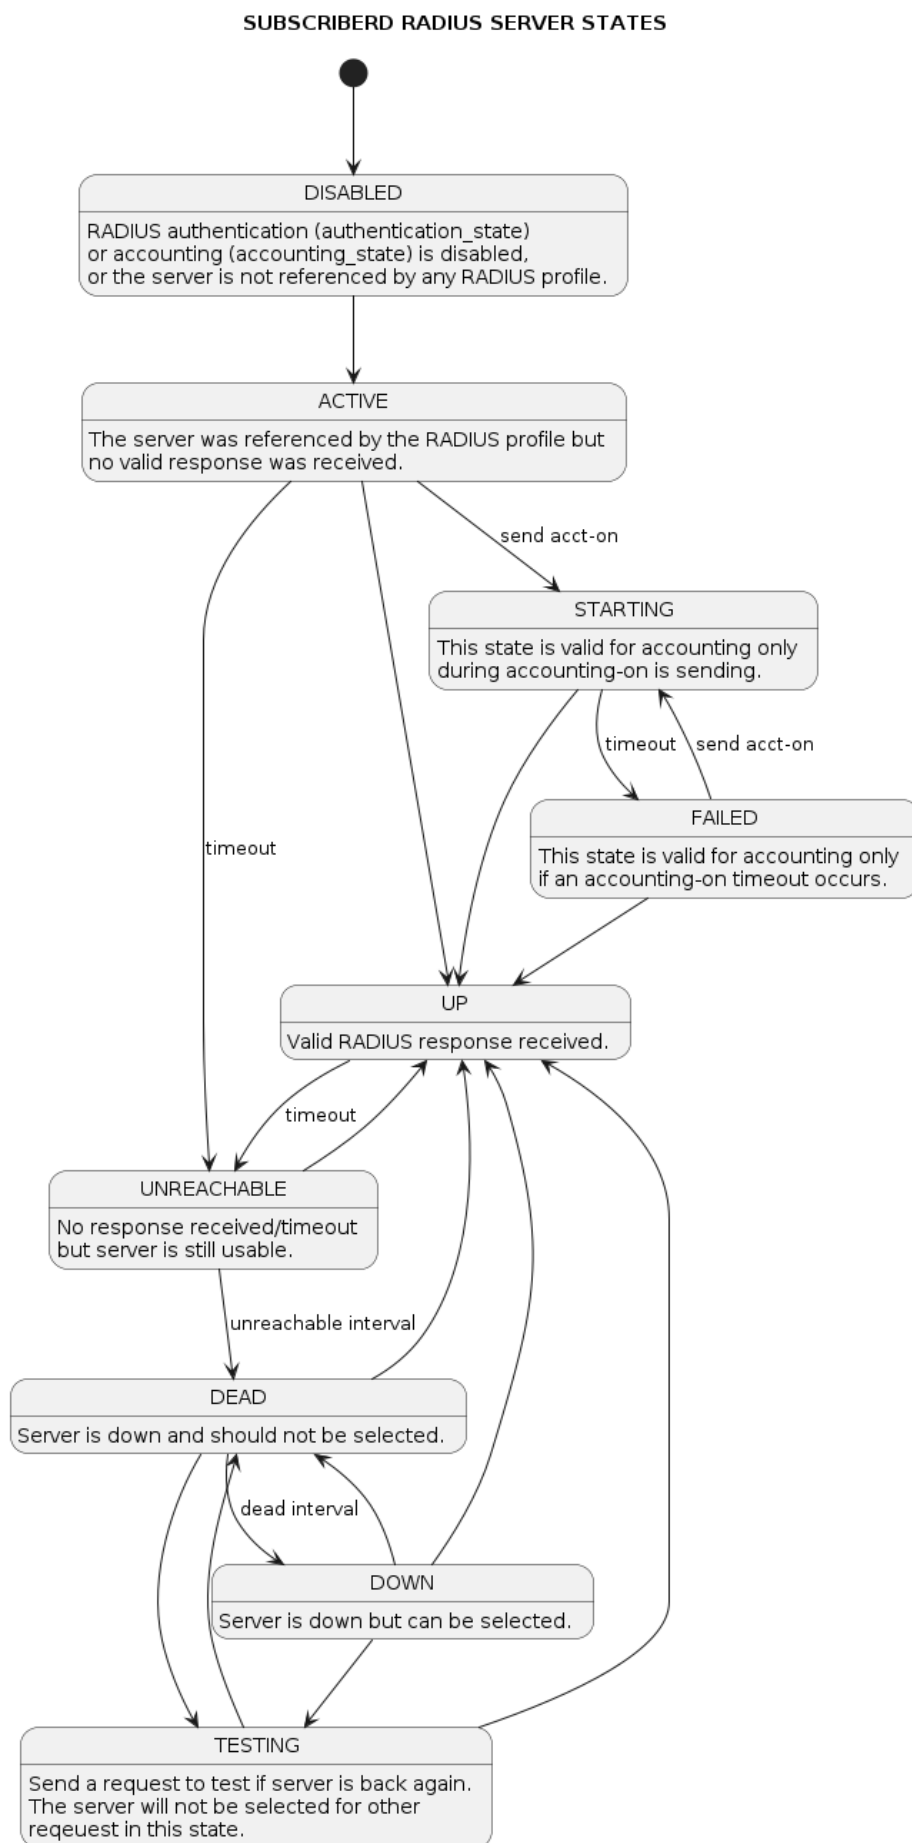 SUBSCRIBERD RADIUS SERVER STATES
DISABLED
RADIUS authentication (authentication_state)
or accounting (accounting_state) is disabled,
or the server is not referenced by any RADIUS profile.
ACTIVE
The server was referenced by the RADIUS profile but
no valid response was received.
send acct-on
STARTING
This state is valid for accounting only
during accounting-on is sending.
timeout
send acct-on
FAILED
This state is valid for accounting only
if an accounting-on timeout occurs.
timeout
UP
Valid RADIUS response received.
timeout
UNREACHABLE
No response received/timeout
but server is still usable.
unreachable interval
DEAD
Server is down and should not be selected.
dead interval
DOWN
Server is down but can be selected.
TESTING
Send a request to test if server is back again.
The server will not be selected for other
reqeuest in this state.